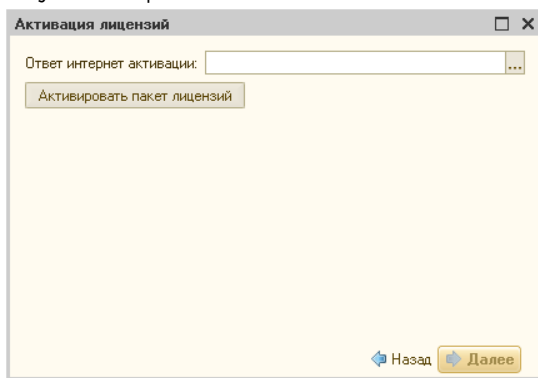 Активация лицензий
Ответ интернет активации:
...
Активировать пакет лицензий
Назад Далее